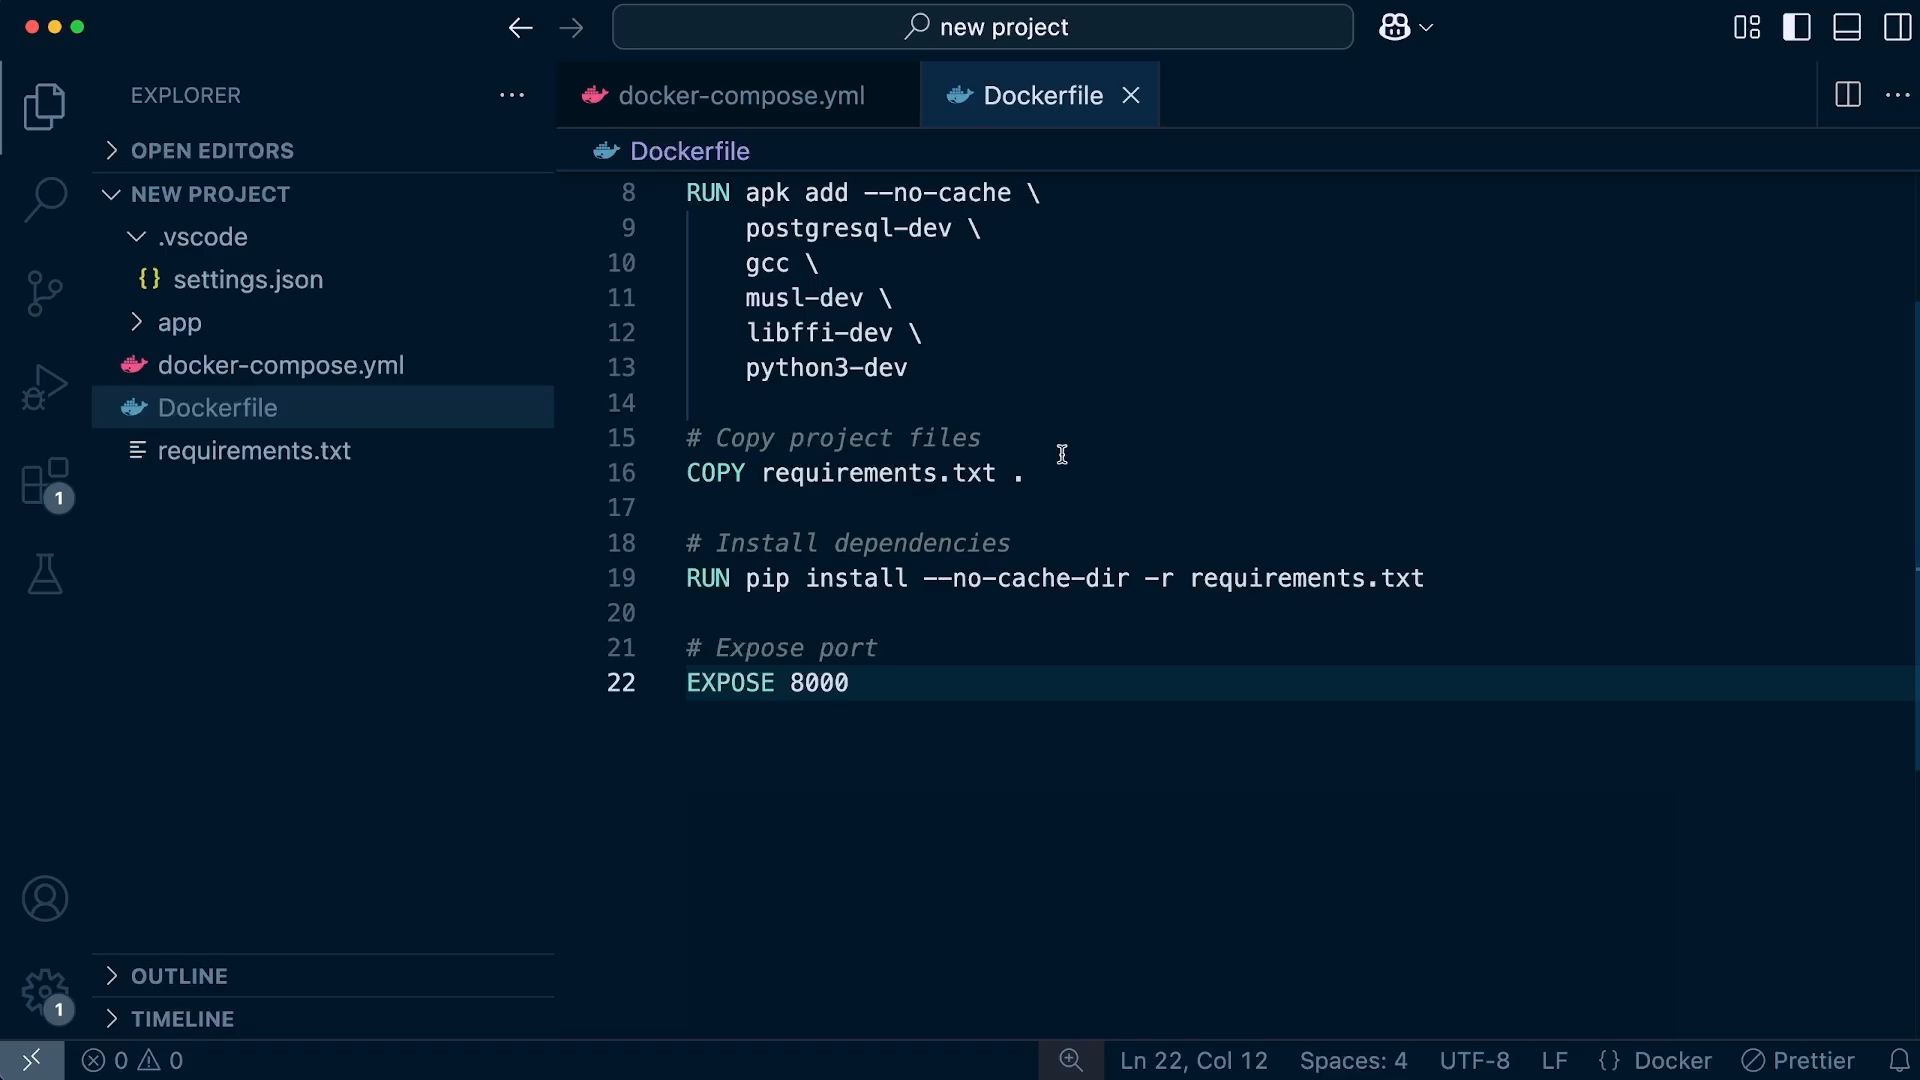 new project
EXPLORER
OPEN EDITORS
NEW PROJECT
.vscode
{} settings.json
app
docker-compose.yml
Dockerfile
requirements.txt
OUTLINE
TIMELINE
1
1
docker-compose.yml
Dockerfile
Dockerfile
8 RUN apk add --no-cache \
9 postgresql-dev \
10 gcc \
11 musl-dev \
12 libffi-dev \
13 python3-dev
14
15 # Copy project files
16 COPY requirements.txt .
17
18 # Install dependencies
19 RUN pip install --no-cache-dir -r requirements.txt
20
21 # Expose port
22 EXPOSE 8000
0 0 Ln 22, Col 12 Spaces: 4 UTF-8 LF {} Docker Prettier